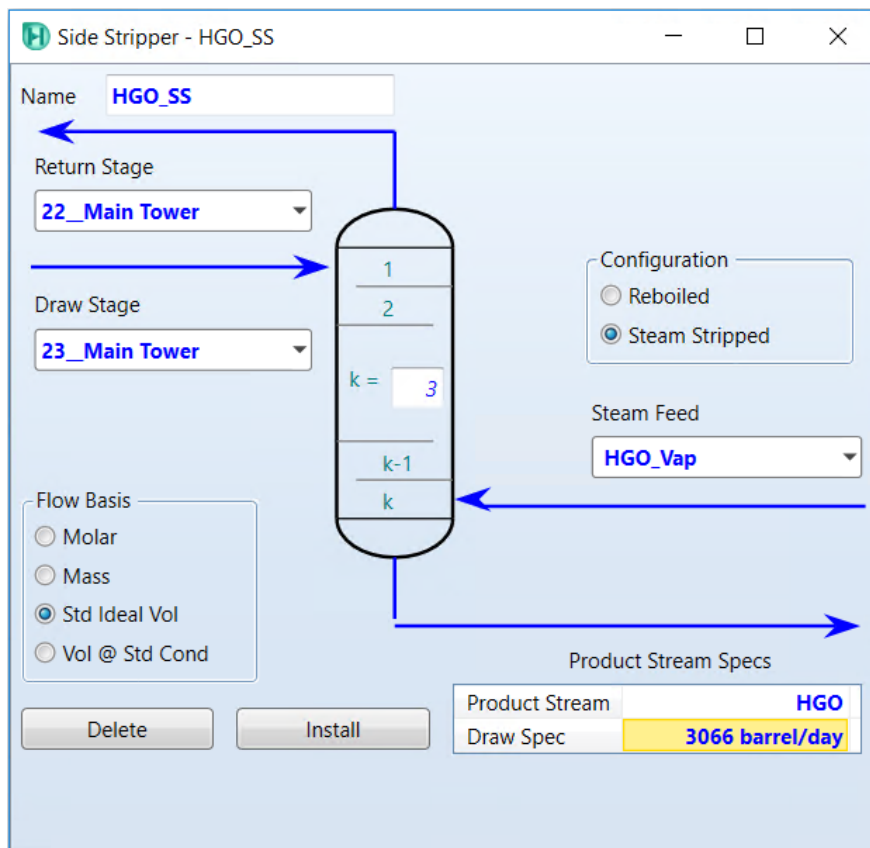 Side Stripper - HGO_SS
Name HGO_SS
Return Stage
22__Main Tower
Draw Stage
23__Main Tower
1
2
k = 3
k-1
k
Configuration
Reboiled
Steam Stripped
Steam Feed
HGO_Vap
Flow Basis
Molar
Mass
Std Ideal Vol
Vol @ Std Cond
Delete Install
Product Stream Specs
Product Stream HGO
Draw Spec 3066 barrel/day